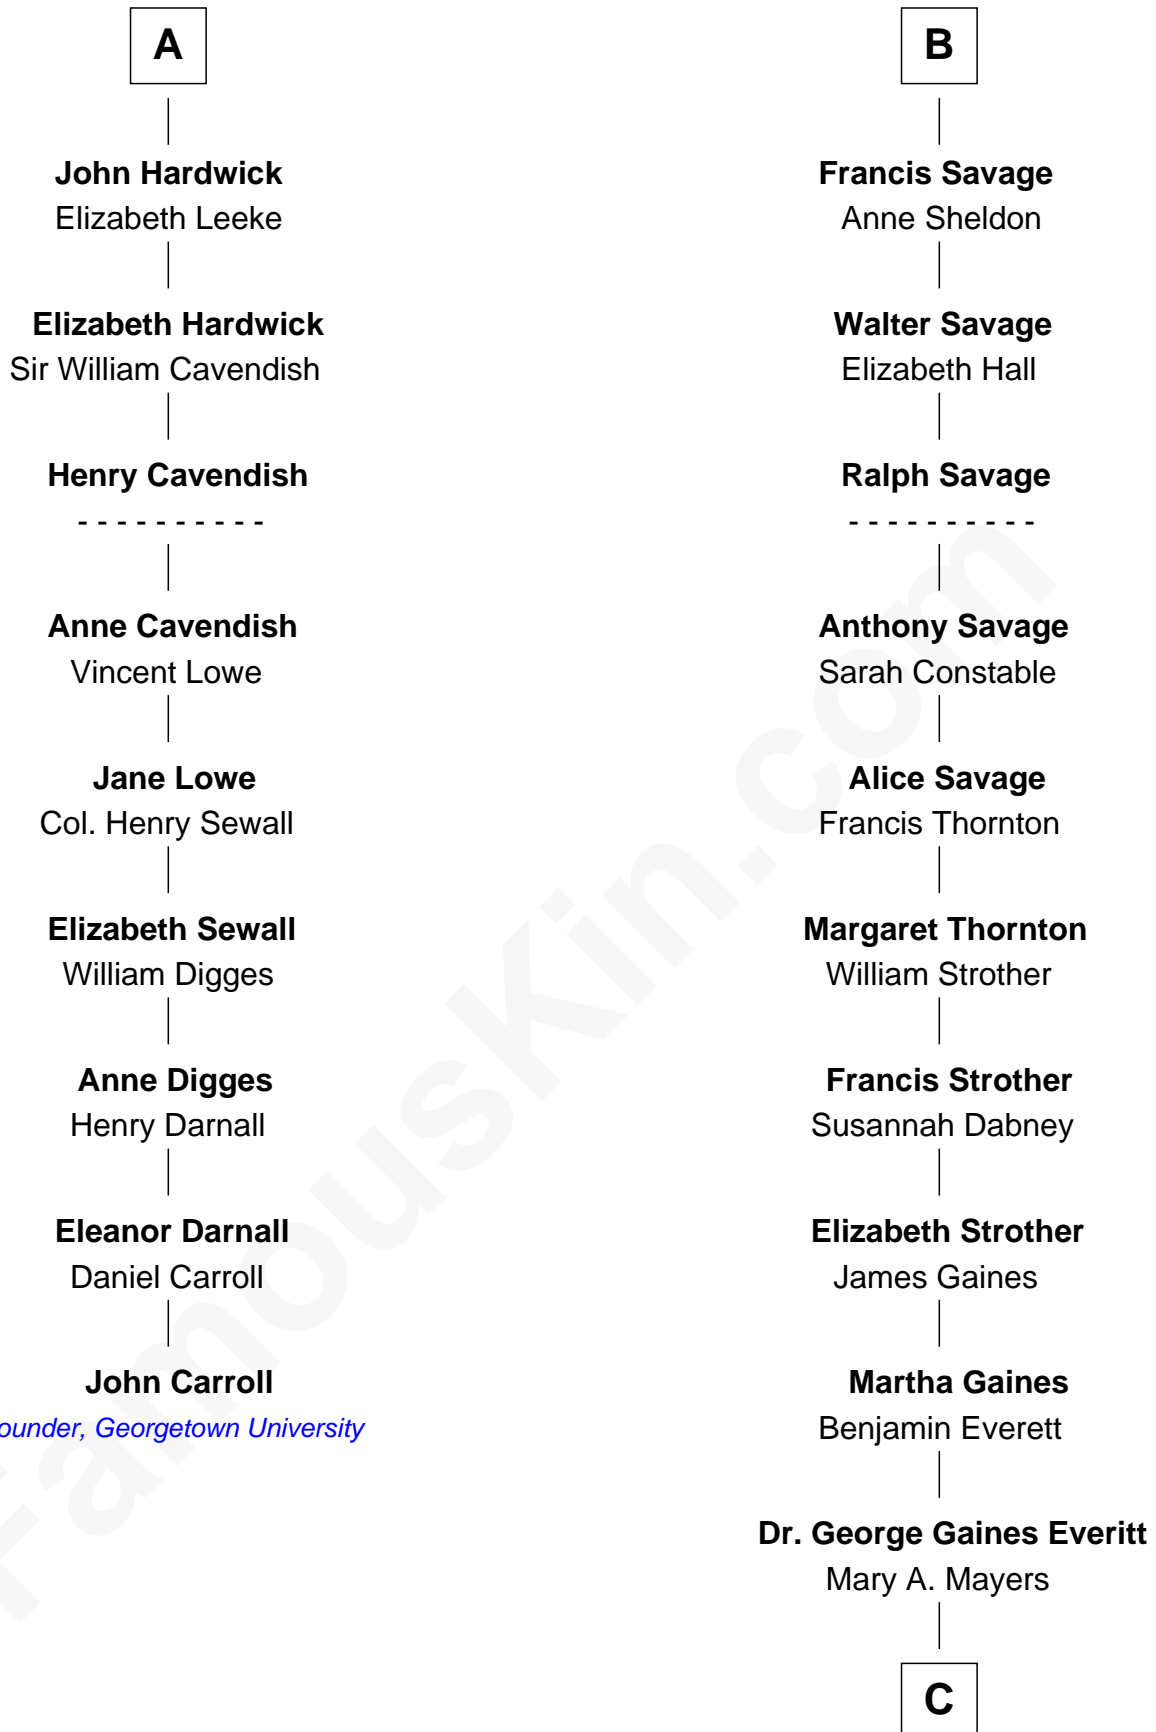 A
John Hardwick
Elizabeth Leeke
Elizabeth Hardwick
Sir William Cavendish
Henry Cavendish
- - - - - - - - - -
Anne Cavendish
Vincent Lowe
Jane Lowe
Col. Henry Sewall
Elizabeth Sewall
William Digges
Anne Digges
Henry Darnall
Eleanor Darnall
Daniel Carroll
John Carroll
ounder, Georgetown University
B
Francis Savage
Anne Sheldon
Walter Savage
Elizabeth Hall
Ralph Savage
- - - - - - - - - -
Anthony Savage
Sarah Constable
Alice Savage
Francis Thornton
Margaret Thornton
William Strother
Francis Strother
Susannah Dabney
Elizabeth Strother
James Gaines
Martha Gaines
Benjamin Everett
Dr. George Gaines Everitt
Mary A. Mayers
C
FamousKin.com